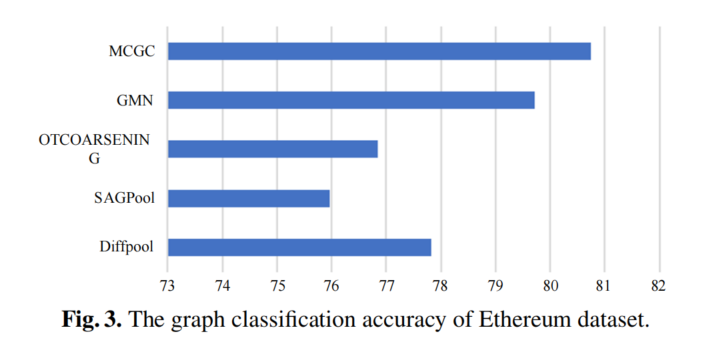 MCGC
GMN
OTCOARSENIN
G
SAGPool
Diffpool
73 74 75 76 77 78 79 80 81 82
Fig. 3. The graph classification accuracy of Ethereum dataset.